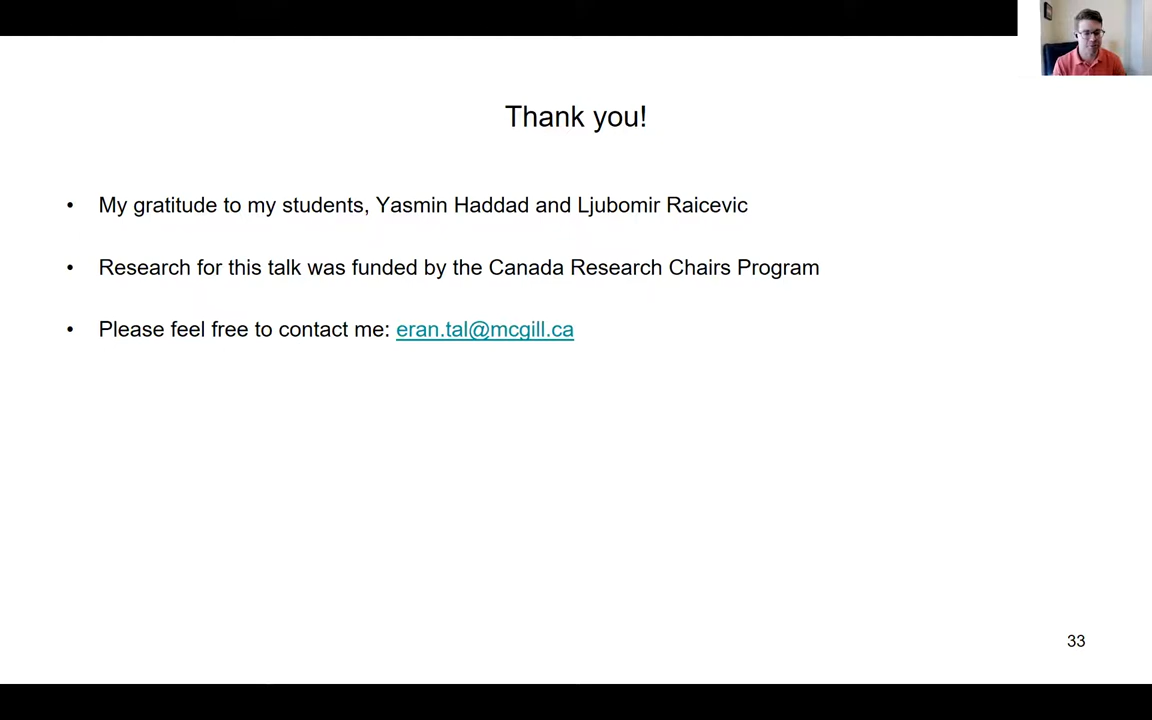 Thank you!
• My gratitude to my students, Yasmin Haddad and Ljubomir Raicevic
• Research for this talk was funded by the Canada Research Chairs Program
• Please feel free to contact me: eran.tal@mcgill.ca
33